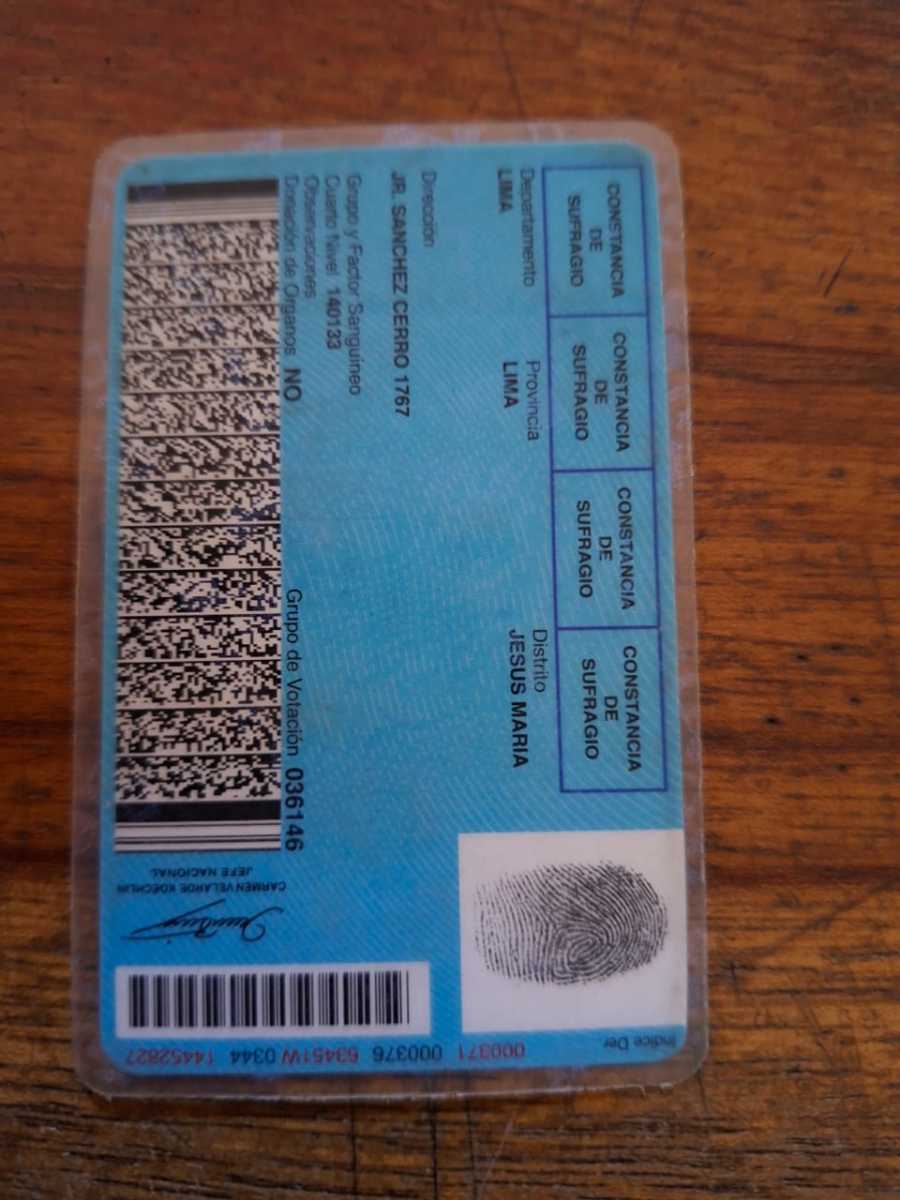 CONSTANCIA
DE
SUFRAGIO
CONSTANCIA
DE
SUFRAGIO
CONSTANCIA
DE
SUFRAGIO
CONSTANCIA
DE
SUFRAGIO
Departamento Provincia Distrito
LIMA LIMA JESUS MARIA
Dirección
JR. SANCHEZ CERRO 1767
Grupo y Factor Sanguíneo
Cuarto Nivel 140133
Observaciones
Donación de Organos NO Grupo de Votación 036146
Indice Der
CARMEN VELARDE KOECHLIN
JEFE NACIONAL
000371 000376 63451W 0344 14452827